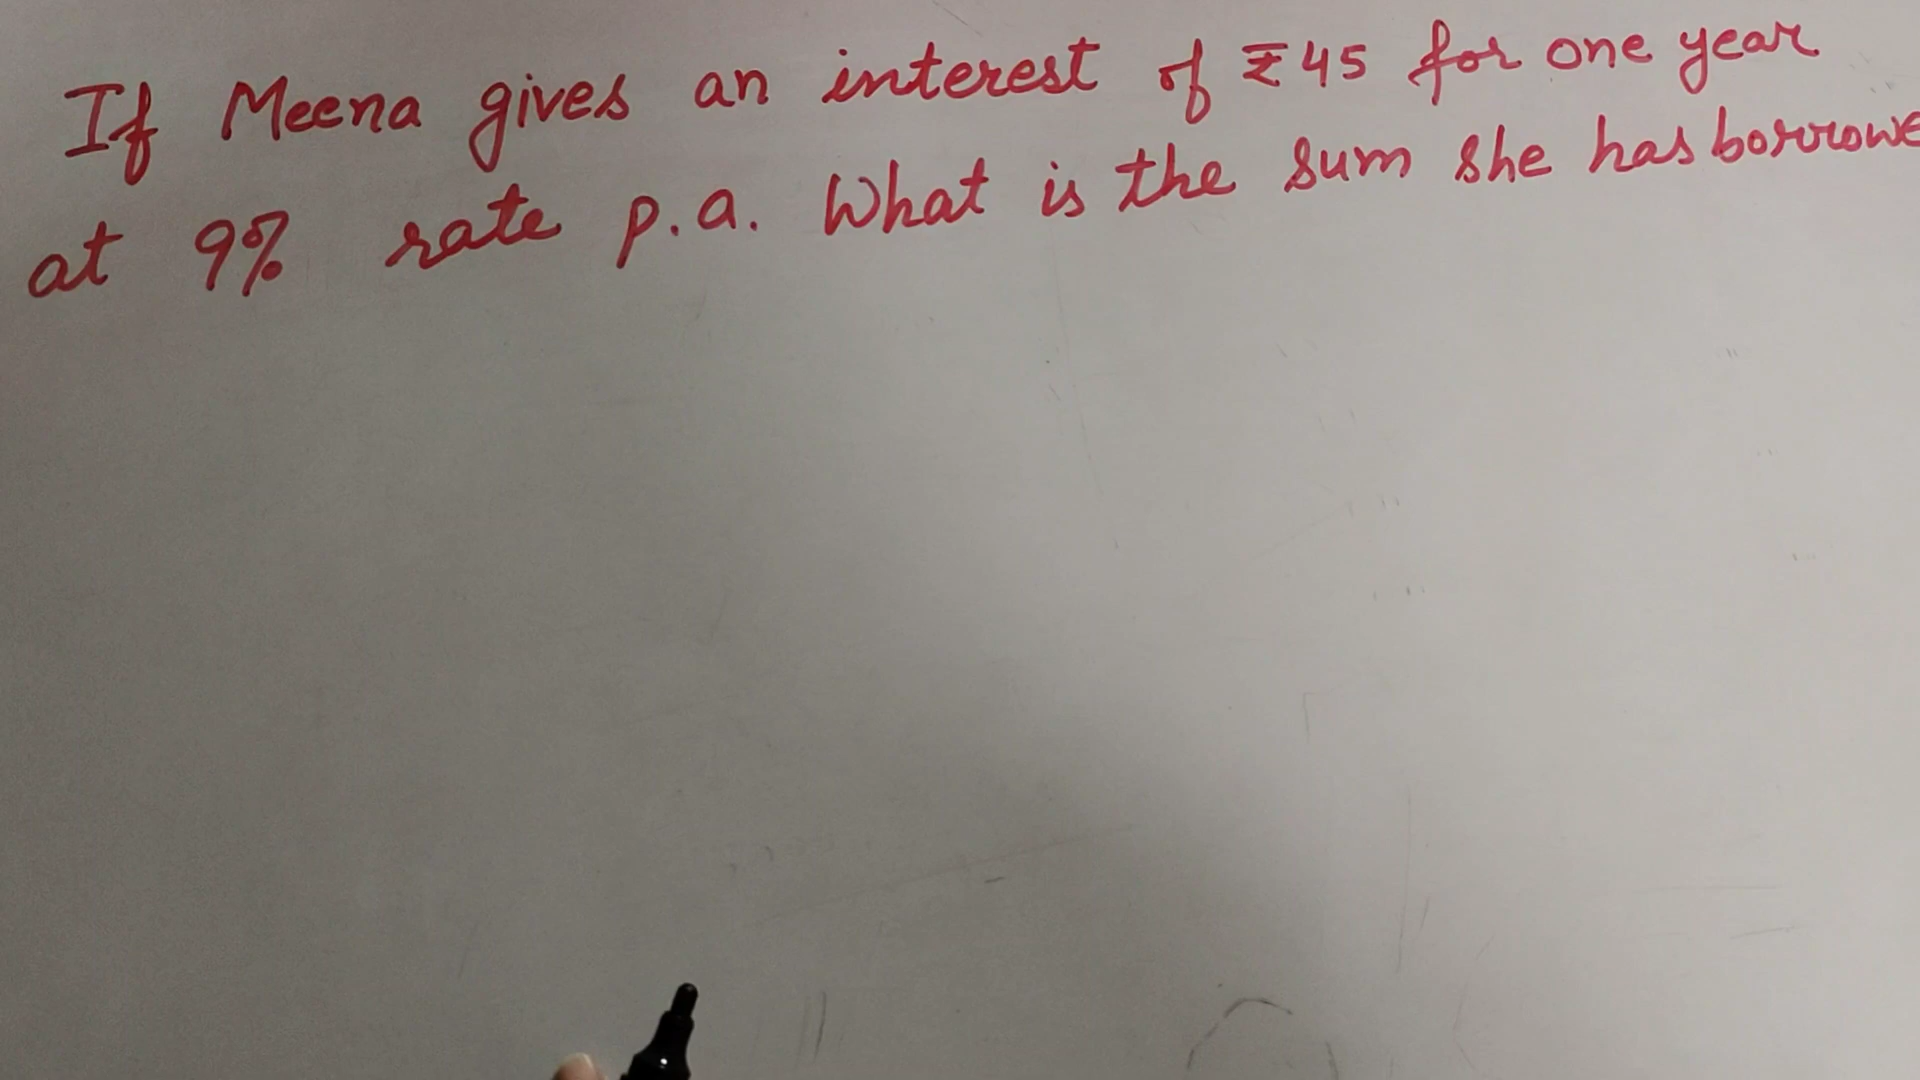 If Meena gives an interest of ₹45 for one year
at 9% rate p.a. What is the sum she has borrowe